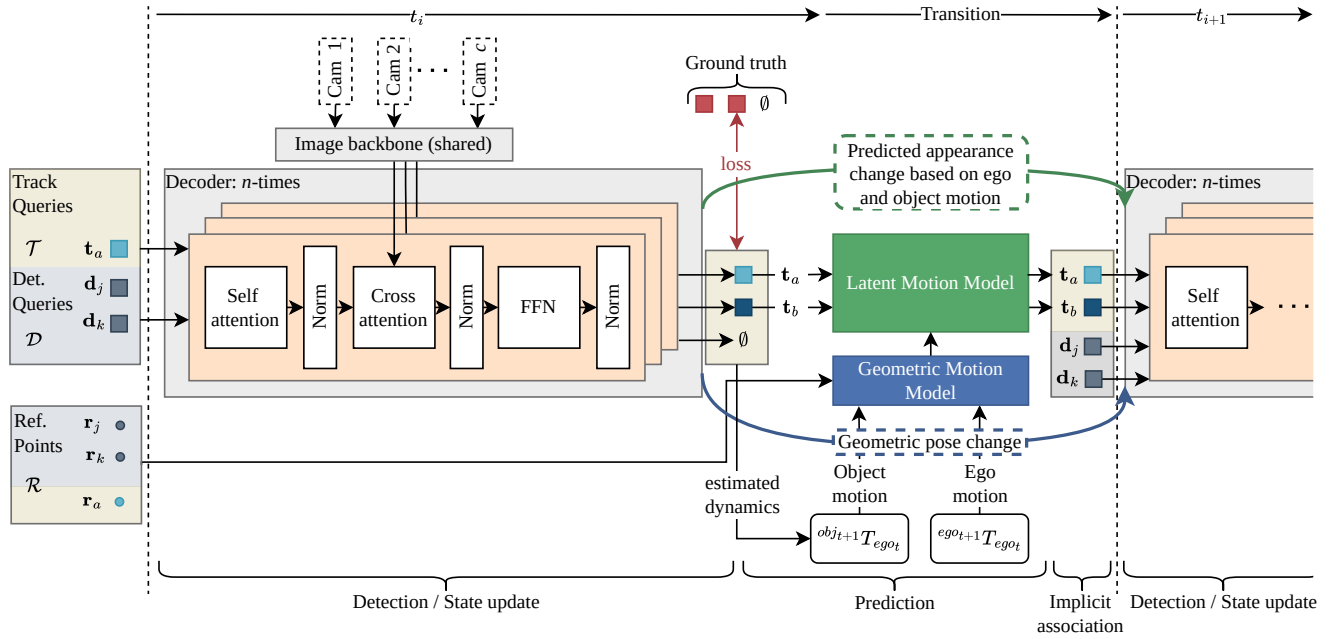 t_i
Transition
t_{i+1}
Cam 1
Cam 2
· · ·
Cam c
Ground truth
∅
Image backbone (shared)
loss
Predicted appearance
change based on ego
and object motion
Track
Queries
𝒯
t_a
Det.
Queries
𝒟
d_j
d_k
Decoder: n-times
Self
attention
Norm
Cross
attention
Norm
FFN
Norm
∅
t_a
t_b
Latent Motion Model
Geometric Motion
Model
t_a
t_b
d_j
d_k
Decoder: n-times
Self
attention
· · ·
Ref.
Points
ℛ
r_j
r_k
r_a
Geometric pose change
estimated
dynamics
Object
motion
Ego
motion
^{obj_{t+1}}T_{ego_t}
^{ego_{t+1}}T_{ego_t}
Detection / State update
Prediction
Implicit
association
Detection / State update